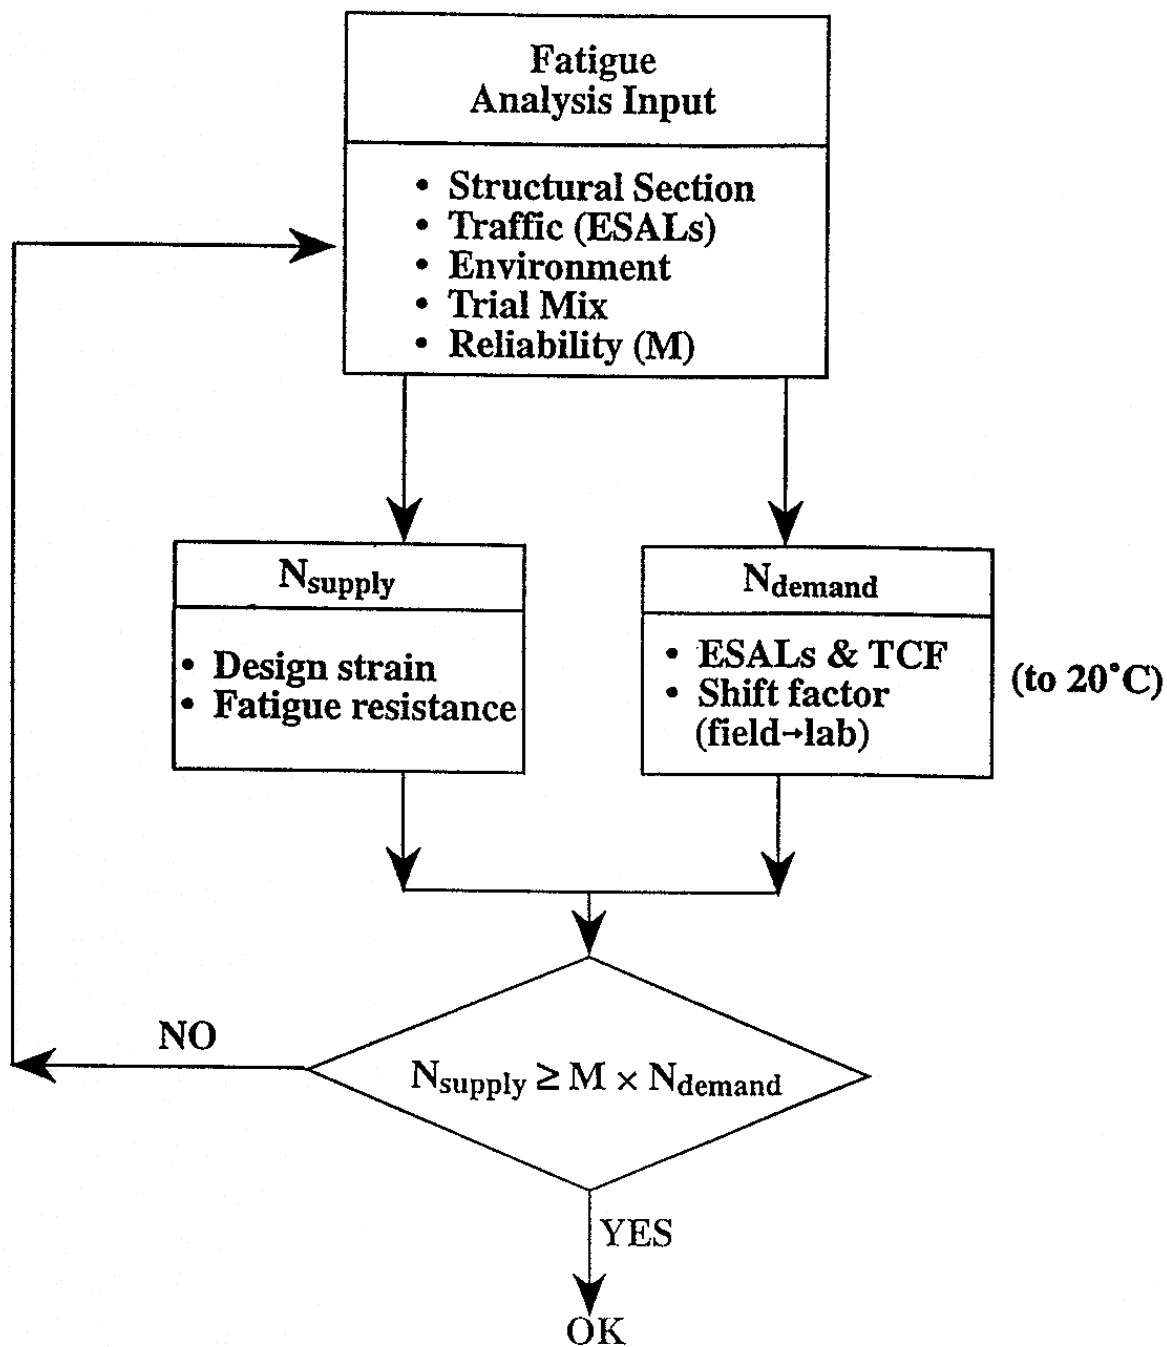 Fatigue
Analysis Input
• Structural Section
• Traffic (ESALs)
• Environment
• Trial Mix
• Reliability (M)
Nsupply
• Design strain
• Fatigue resistance
Ndemand
• ESALs & TCF
• Shift factor
(field→lab)
(to 20°C)
NO
Nsupply ≥ M × Ndemand
YES
OK